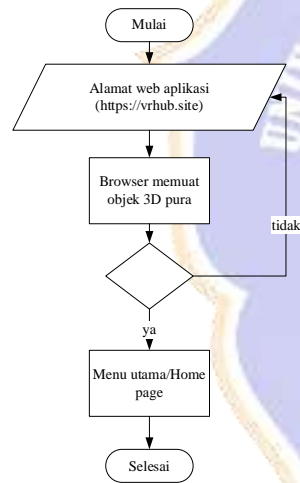 Mulai
Alamat web aplikasi
(https://vrhub.site)
Browser memuat
objek 3D pura
tidak
ya
Menu utama/Home
page
Selesai